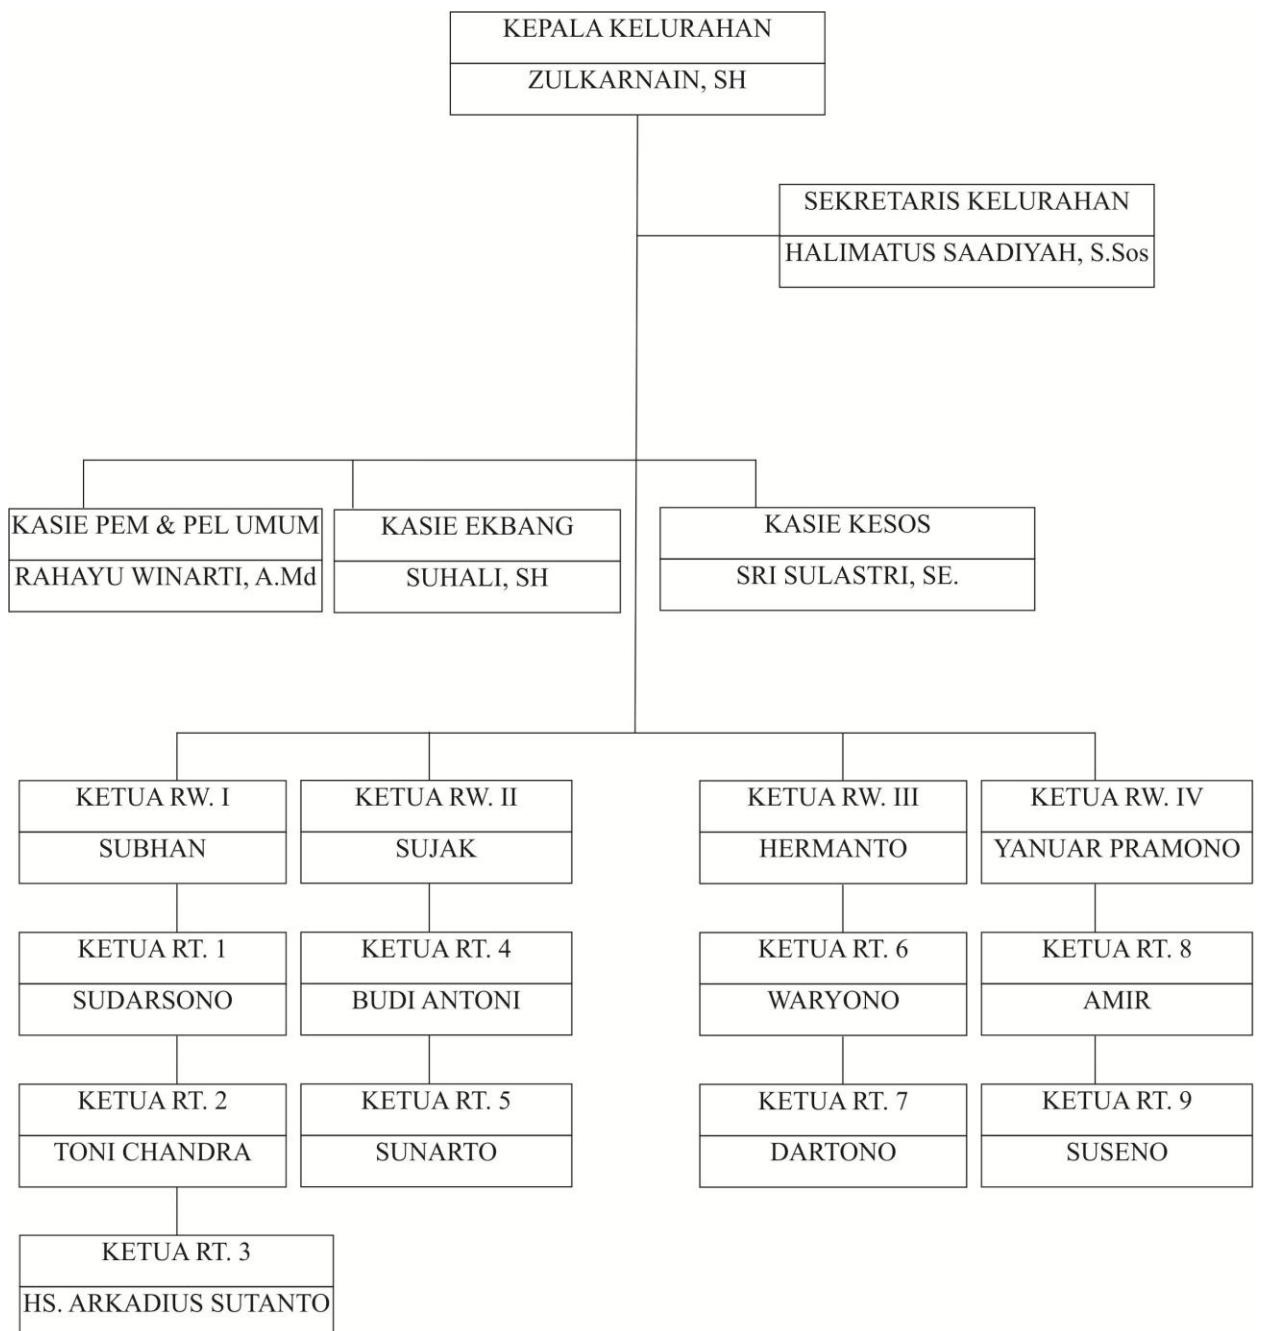 KEPALA KELURAHAN
ZULKARNAIN, SH
SEKRETARIS KELURAHAN
HALIMATUS SAADIYAH, S.Sos
KASIE PEM & PEL UMUM
RAHAYU WINARTI, A.Md
KASIE EKBANG
SUHALI, SH
KASIE KESOS
SRI SULASTRI, SE.
KETUA RW. I
SUBHAN
KETUA RT. 1
SUDARSONO
KETUA RT. 2
TONI CHANDRA
KETUA RT. 3
HS. ARKADIUS SUTANTO
KETUA RW. II
SUJAK
KETUA RT. 4
BUDI ANTONI
KETUA RT. 5
SUNARTO
KETUA RW. III
HERMANTO
KETUA RT. 6
WARYONO
KETUA RT. 7
DARTONO
KETUA RW. IV
YANUAR PRAMONO
KETUA RT. 8
AMIR
KETUA RT. 9
SUSENO